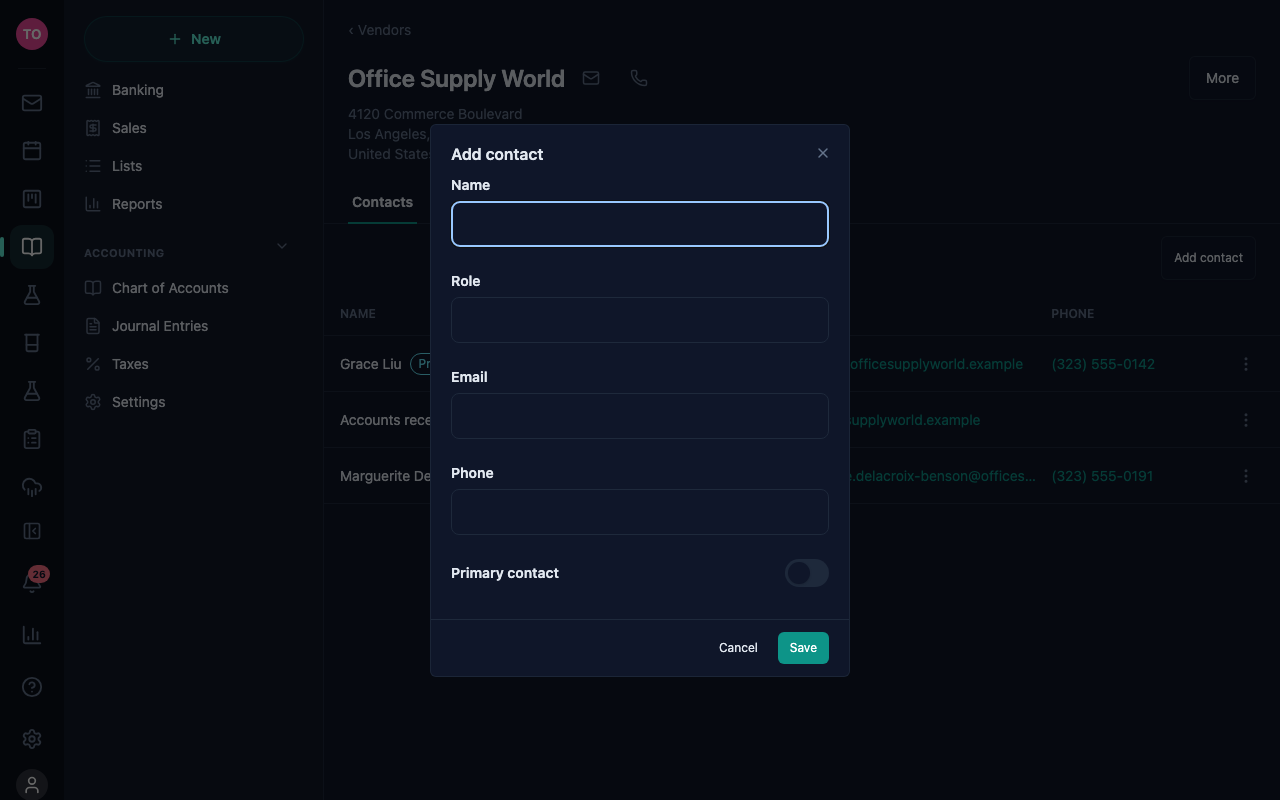 TO
+ New
Banking
Sales
Lists
Reports
ACCOUNTING
Chart of Accounts
Journal Entries
Taxes
Settings
26
‹ Vendors
Office Supply World
More
4120 Commerce Boulevard
Los Angeles,
United States
Contacts
Add contact
NAME
PHONE
Grace Liu
officesupplyworld.example
(323) 555-0142
Accounts
supplyworld.example
Marguerite
e.delacroix-benson@offices...
(323) 555-0191
Add contact
Name
Role
Email
Phone
Primary contact
Cancel
Save